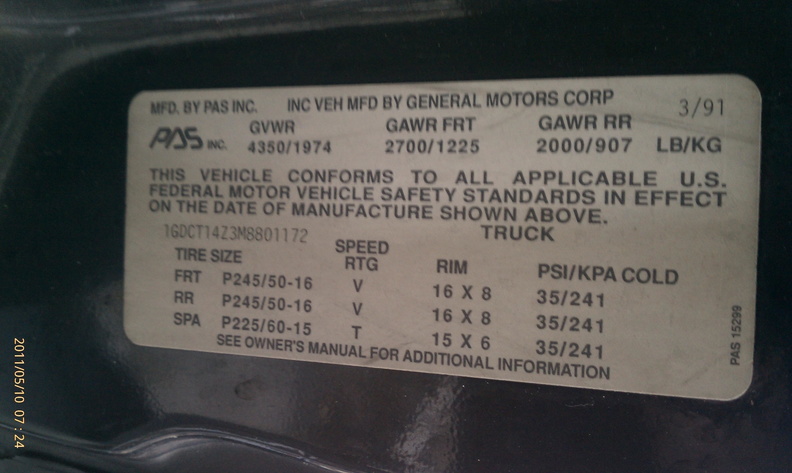 MFD. BY PAS INC. INC VEH MFD BY GENERAL MOTORS CORP 3/91
PAS INC. GVWR GAWR FRT GAWR RR
4350/1974 2700/1225 2000/907 LB/KG
THIS VEHICLE CONFORMS TO ALL APPLICABLE U.S.
FEDERAL MOTOR VEHICLE SAFETY STANDARDS IN EFFECT
ON THE DATE OF MANUFACTURE SHOWN ABOVE.
1GDCT14Z3M8801172 TRUCK
TIRE SIZE SPEED RTG RIM PSI/KPA COLD
FRT P245/50-16 V 16 X 8 35/241
RR P245/50-16 V 16 X 8 35/241
SPA P225/60-15 T 15 X 6 35/241
SEE OWNER'S MANUAL FOR ADDITIONAL INFORMATION
PAS 15299
2011/05/10 07:24